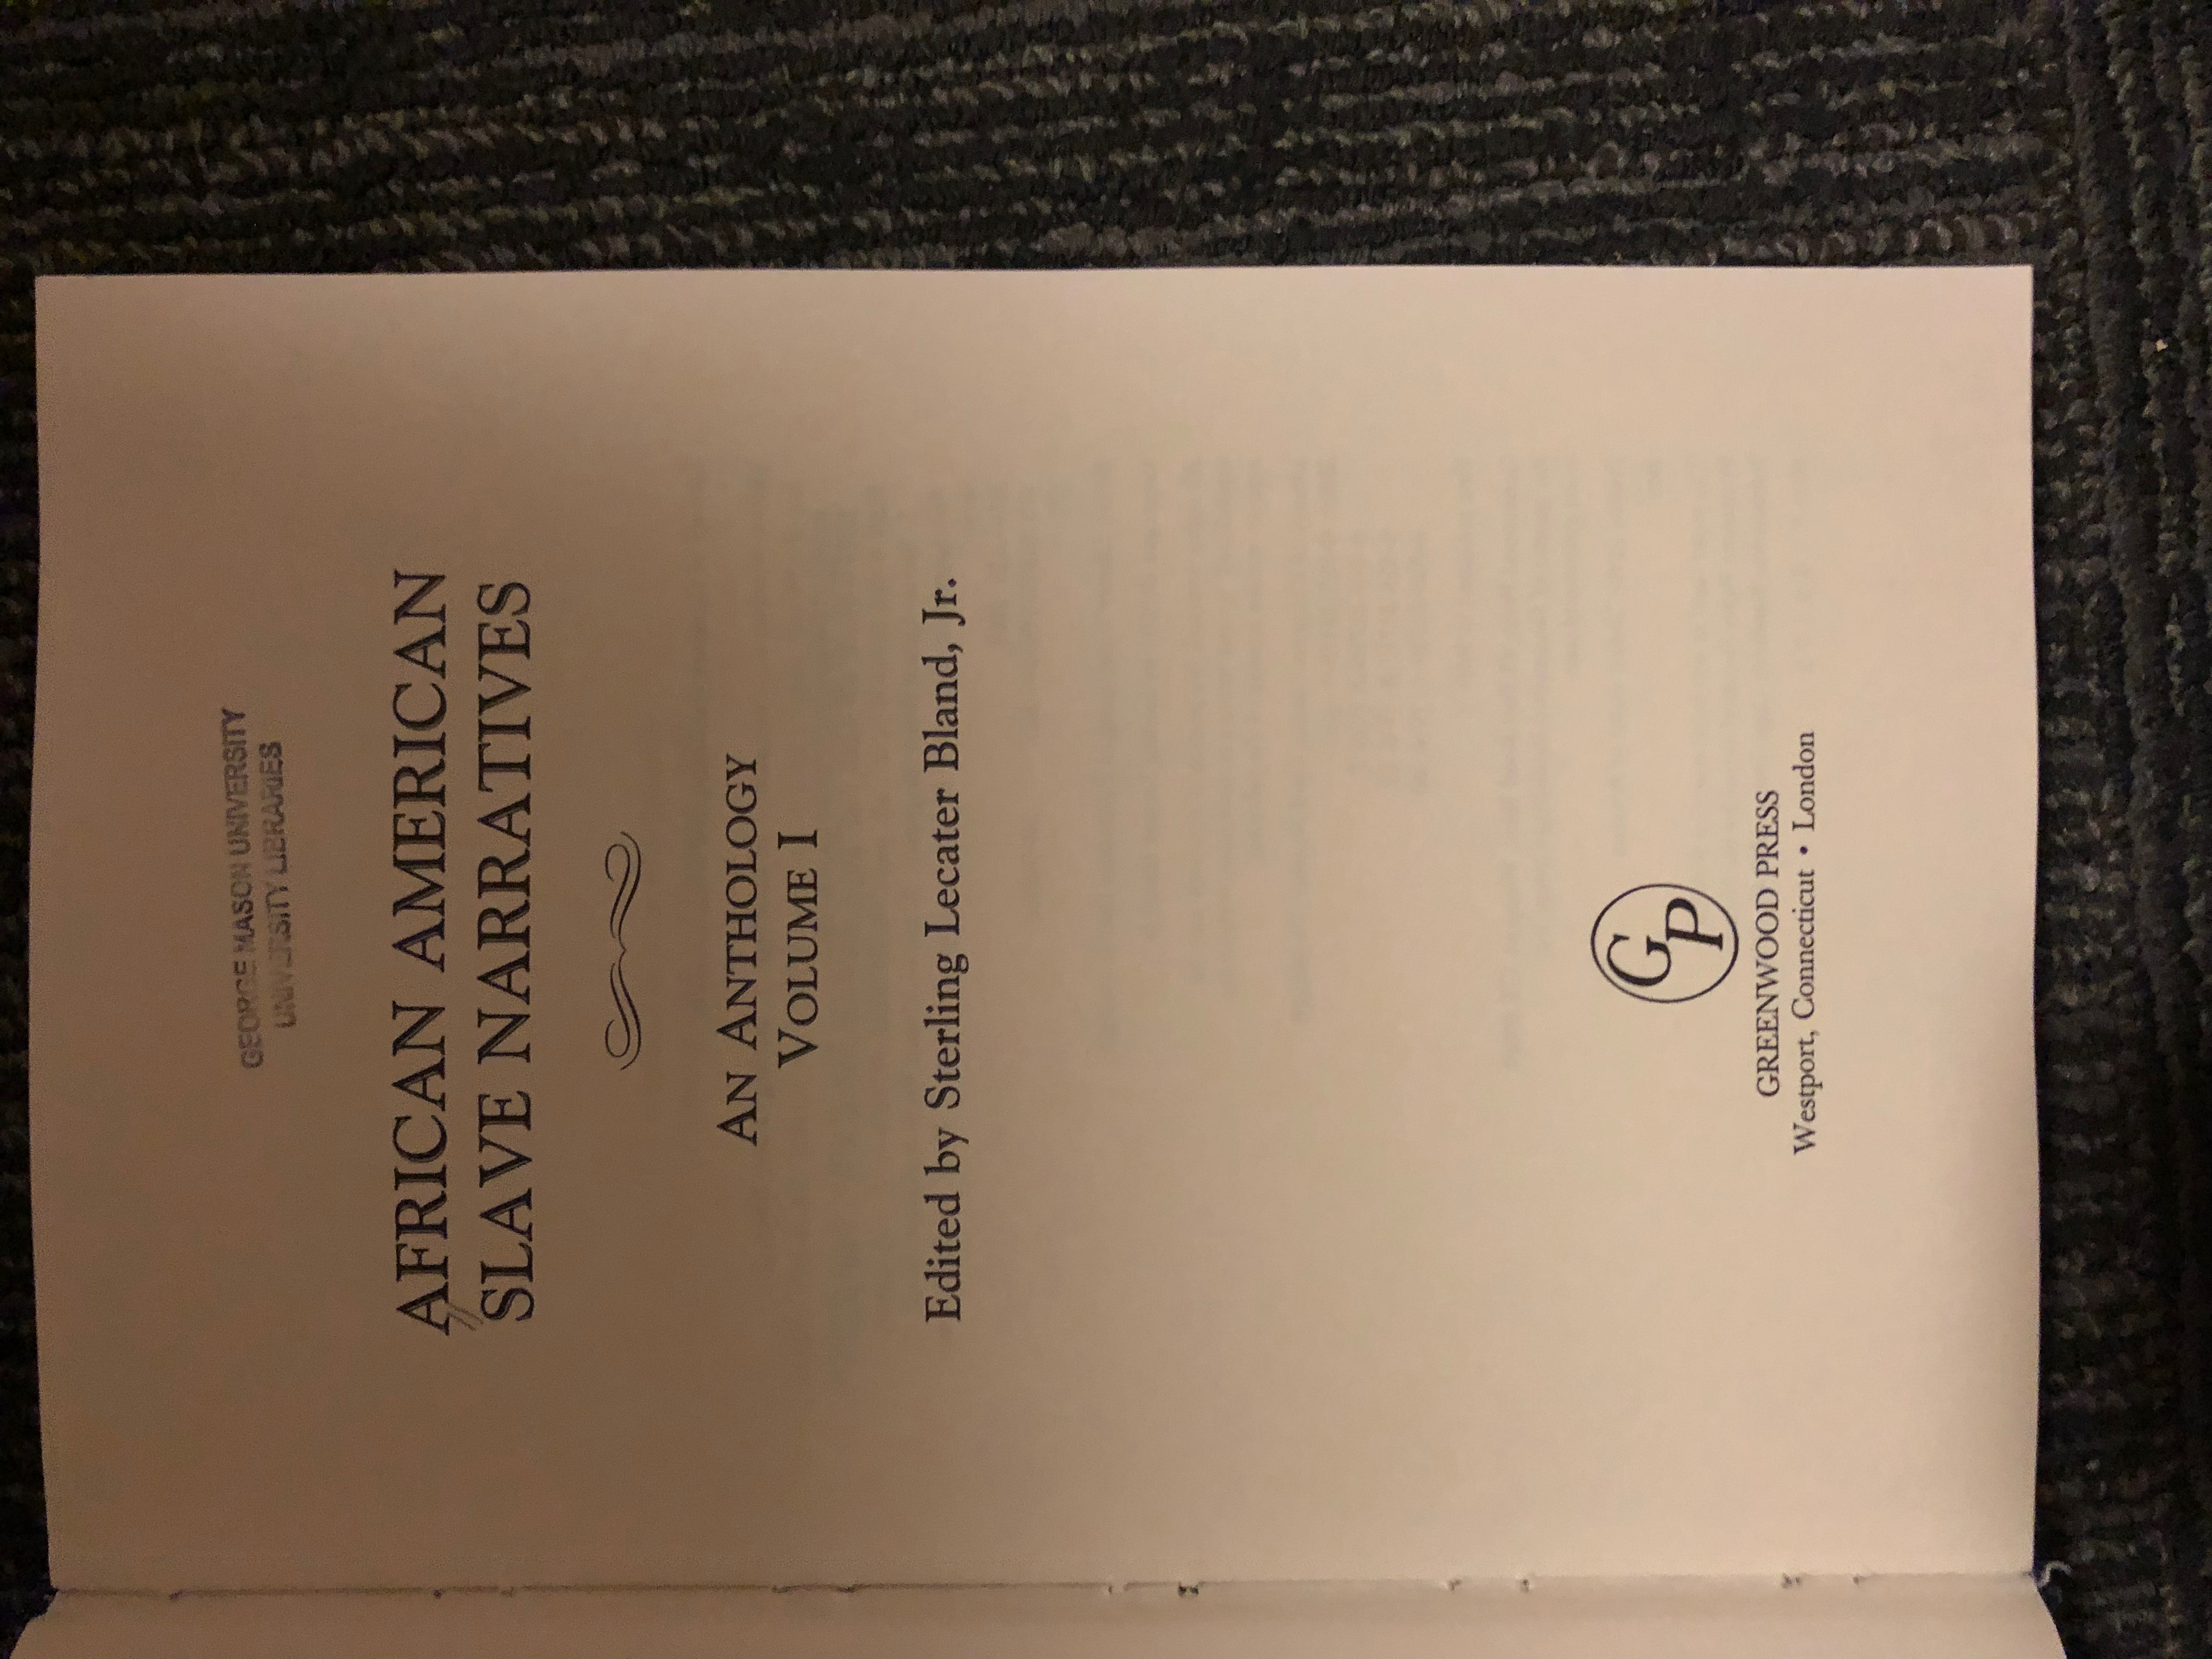 GEORGE MASON UNIVERSITY
UNIVERSITY LIBRARIES
AFRICAN AMERICAN
SLAVE NARRATIVES
AN ANTHOLOGY
VOLUME I
Edited by Sterling Lecater Bland, Jr.
GP
GREENWOOD PRESS
Westport, Connecticut • London